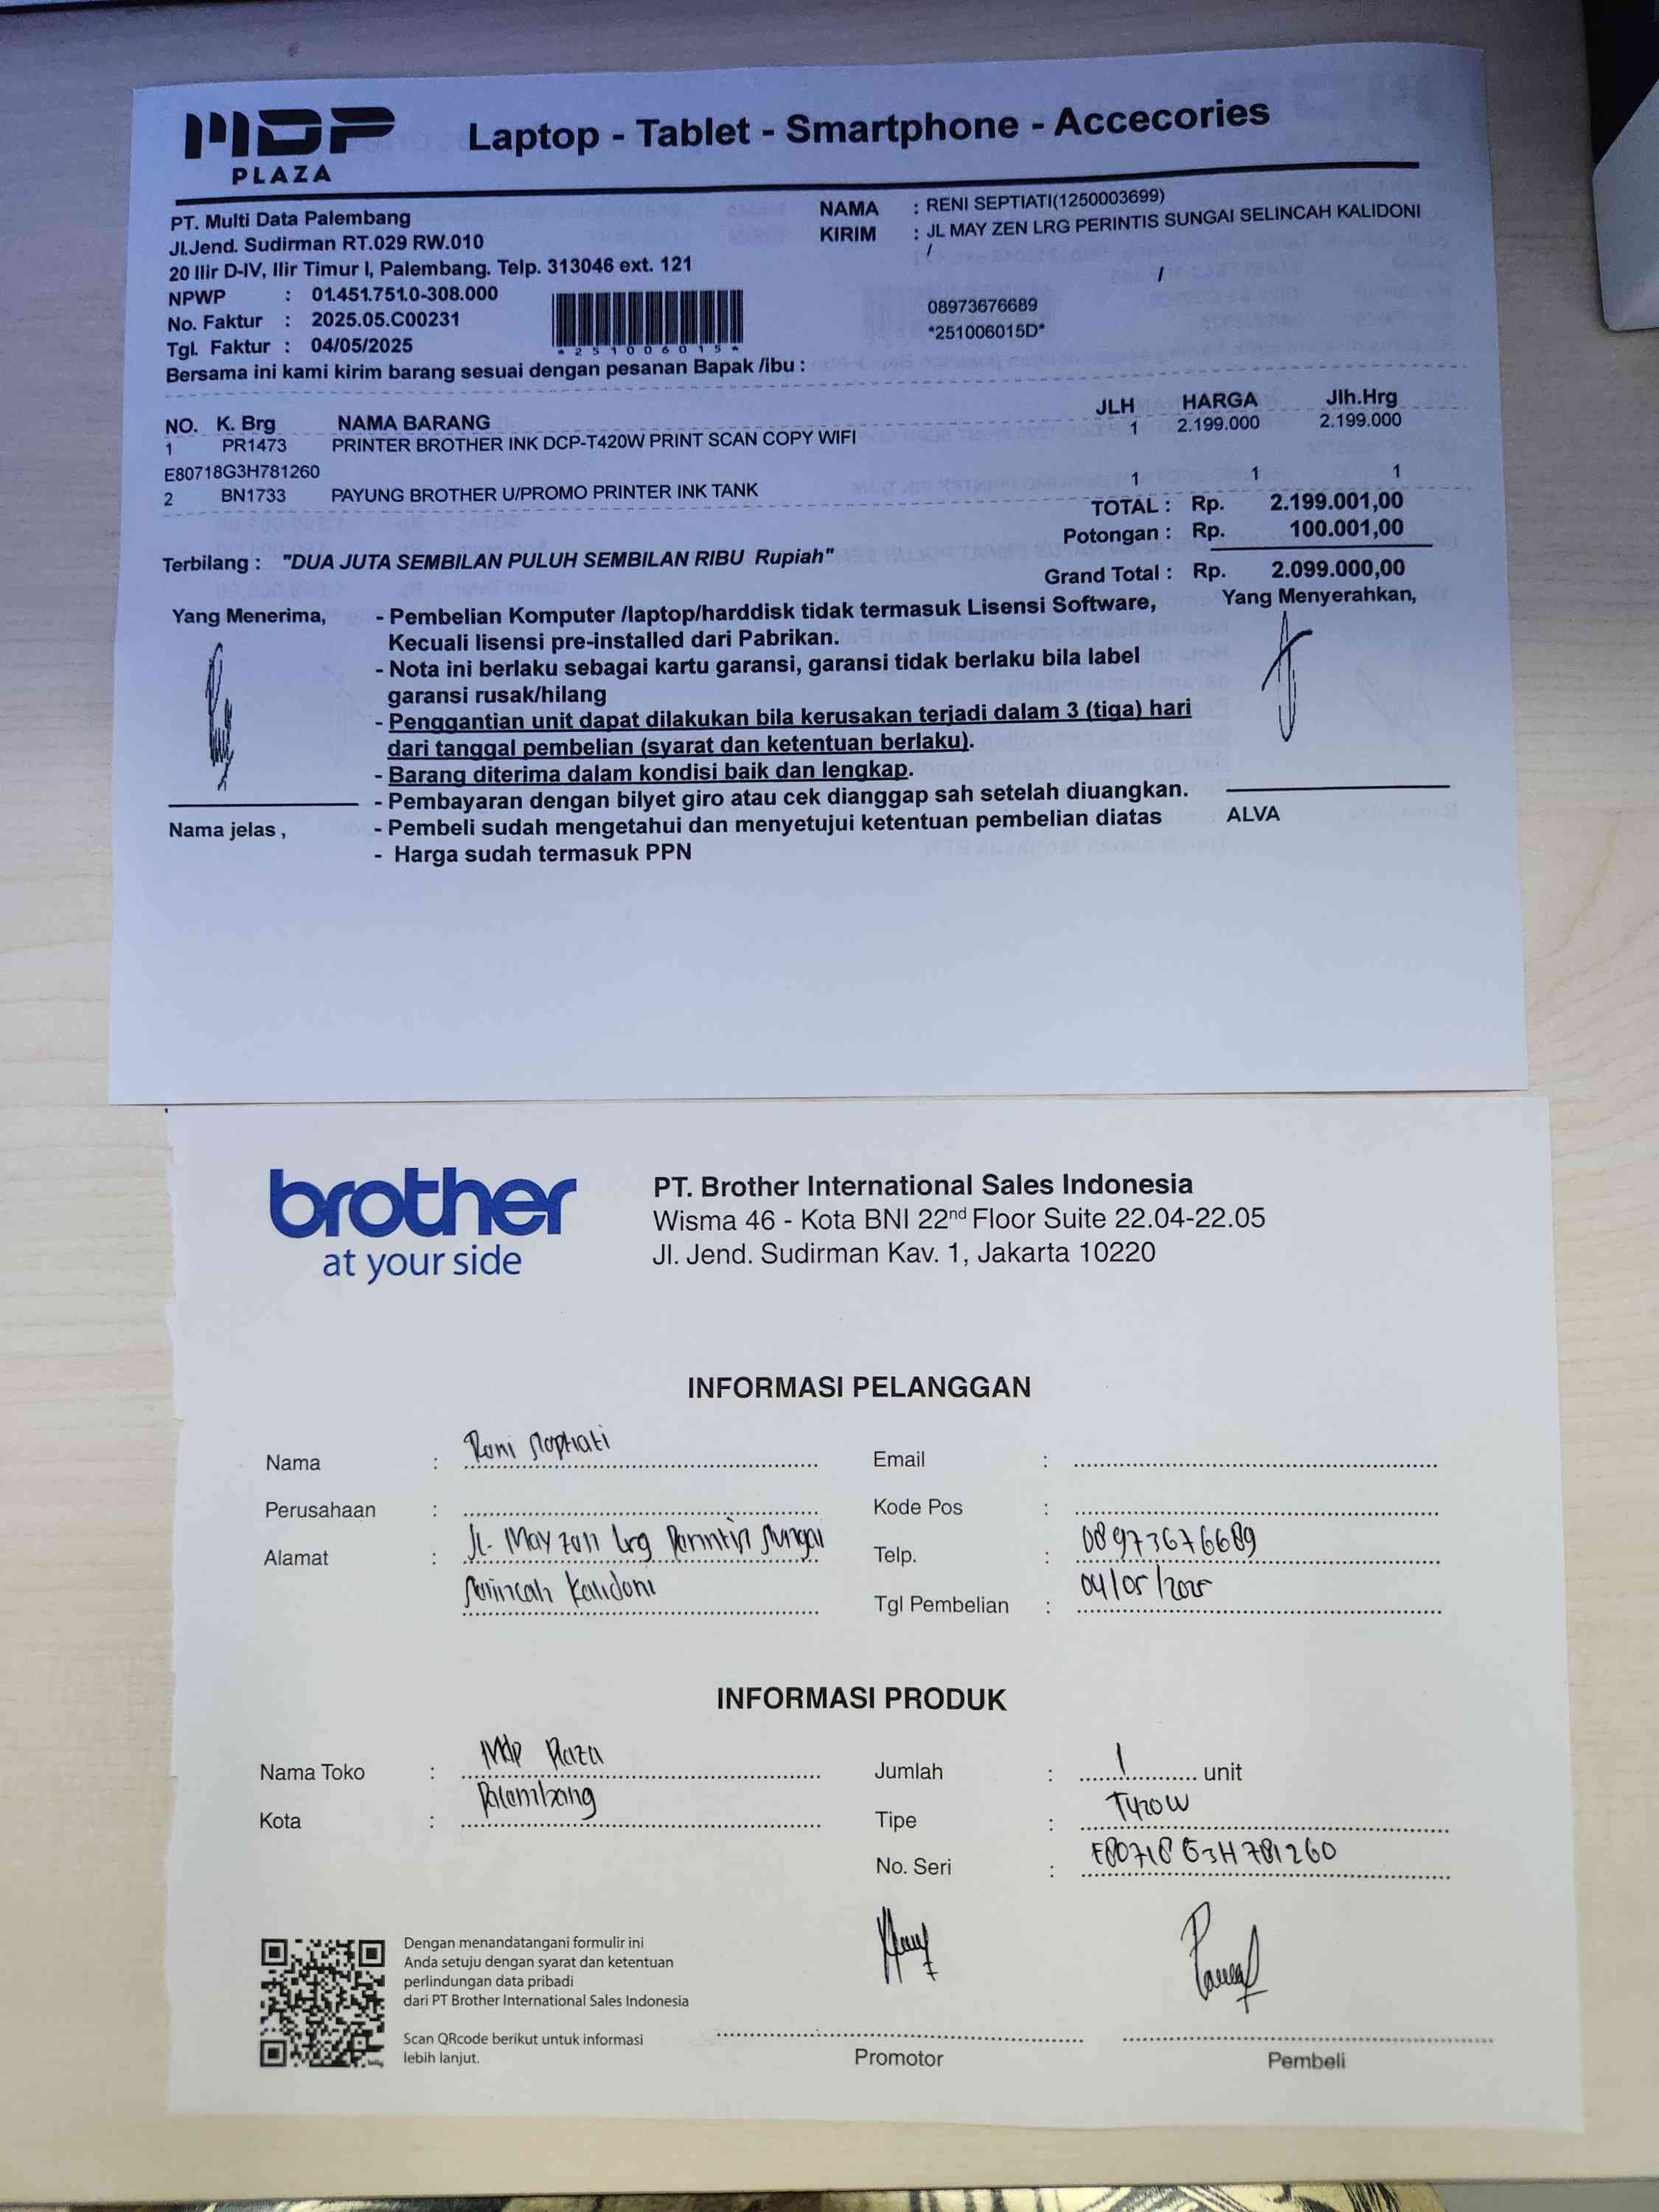 MDP
PLAZA
Laptop - Tablet - Smartphone - Accecories
PT. Multi Data Palembang
Jl.Jend. Sudirman RT.029 RW.010
20 Ilir D-IV, Ilir Timur I, Palembang. Telp. 313046 ext. 121
NPWP : 01.451.751.0-308.000
No. Faktur : 2025.05.C00231
Tgl. Faktur : 04/05/2025
*251006015*
NAMA : RENI SEPTIATI(1250003699)
KIRIM : JL MAY ZEN LRG PERINTIS SUNGAI SELINCAH KALIDONI
/
/
08973676689
*251006015D*
Bersama ini kami kirim barang sesuai dengan pesanan Bapak /ibu :
NO. K. Brg NAMA BARANG JLH HARGA Jlh.Hrg
1 PR1473 PRINTER BROTHER INK DCP-T420W PRINT SCAN COPY WIFI 1 2.199.000 2.199.000
E80718G3H781260
2 BN1733 PAYUNG BROTHER U/PROMO PRINTER INK TANK 1 1 1
TOTAL : Rp. 2.199.001,00
Potongan : Rp. 100.001,00
Terbilang : "DUA JUTA SEMBILAN PULUH SEMBILAN RIBU Rupiah"
Grand Total : Rp. 2.099.000,00
Yang Menerima,
- Pembelian Komputer /laptop/harddisk tidak termasuk Lisensi Software,
Kecuali lisensi pre-installed dari Pabrikan.
- Nota ini berlaku sebagai kartu garansi, garansi tidak berlaku bila label
garansi rusak/hilang
- Penggantian unit dapat dilakukan bila kerusakan terjadi dalam 3 (tiga) hari
dari tanggal pembelian (syarat dan ketentuan berlaku).
- Barang diterima dalam kondisi baik dan lengkap.
- Pembayaran dengan bilyet giro atau cek dianggap sah setelah diuangkan.
- Pembeli sudah mengetahui dan menyetujui ketentuan pembelian diatas
- Harga sudah termasuk PPN
Yang Menyerahkan,
Nama jelas ,
ALVA
brother
at your side
PT. Brother International Sales Indonesia
Wisma 46 - Kota BNI 22nd Floor Suite 22.04-22.05
Jl. Jend. Sudirman Kav. 1, Jakarta 10220
INFORMASI PELANGGAN
Nama : Reni Septiati
Perusahaan :
Alamat : Jl. May zen lrg Perintis Sungai
Selincah Kalidoni
Email :
Kode Pos :
Telp. : 08973676689
Tgl Pembelian : 04/05/2025
INFORMASI PRODUK
Nama Toko : Mdp Plaza
Kota : Palembang
Jumlah : 1 unit
Tipe : T420W
No. Seri : E80718G3H781260
Dengan menandatangani formulir ini
Anda setuju dengan syarat dan ketentuan
perlindungan data pribadi
dari PT Brother International Sales Indonesia
Scan QRcode berikut untuk informasi
lebih lanjut.
Promotor
Pembeli